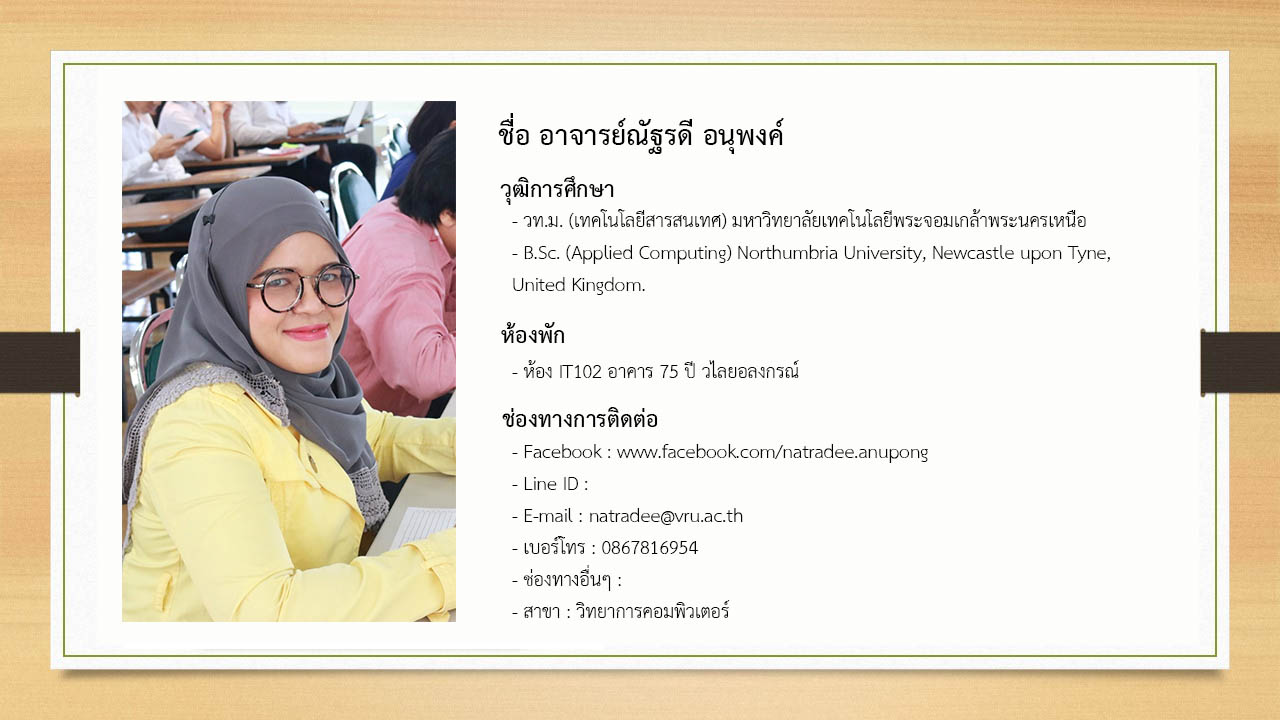 ชื่อ อาจารย์ณัฐรดี อนุพงค์
วุฒิการศึกษา
- วท.ม. (เทคโนโลยีสารสนเทศ) มหาวิทยาลัยเทคโนโลยีพระจอมเกล้าพระนครเหนือ
- B.Sc. (Applied Computing) Northumbria University, Newcastle upon Tyne,
United Kingdom.
ห้องพัก
- ห้อง IT102 อาคาร 75 ปี วไลยอลงกรณ์
ช่องทางการติดต่อ
- Facebook : www.facebook.com/natradee.anupong
- Line ID :
- E-mail : natradee@vru.ac.th
- เบอร์โทร : 0867816954
- ช่องทางอื่นๆ :
- สาขา : วิทยาการคอมพิวเตอร์